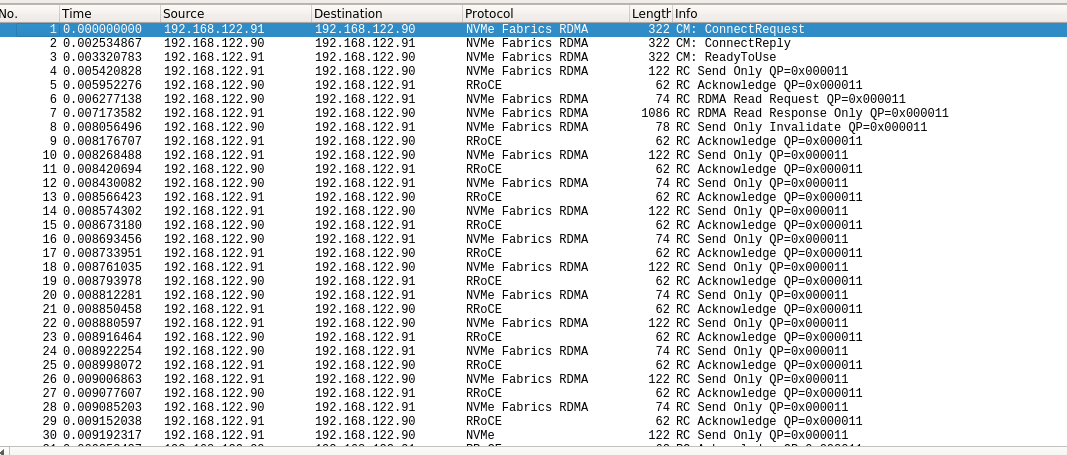 No. Time Source Destination Protocol Length Info
1 0.000000000 192.168.122.91 192.168.122.90 NVMe Fabrics RDMA 322 CM: ConnectRequest
2 0.002534867 192.168.122.90 192.168.122.91 NVMe Fabrics RDMA 322 CM: ConnectReply
3 0.003320783 192.168.122.91 192.168.122.90 NVMe Fabrics RDMA 322 CM: ReadyToUse
4 0.005420828 192.168.122.91 192.168.122.90 NVMe Fabrics RDMA 122 RC Send Only QP=0x000011
5 0.005952276 192.168.122.90 192.168.122.91 RRoCE 62 RC Acknowledge QP=0x000011
6 0.006277138 192.168.122.90 192.168.122.91 NVMe Fabrics RDMA 74 RC RDMA Read Request QP=0x000011
7 0.007173582 192.168.122.91 192.168.122.90 NVMe Fabrics RDMA 1086 RC RDMA Read Response Only QP=0x000011
8 0.008056496 192.168.122.90 192.168.122.91 NVMe Fabrics RDMA 78 RC Send Only Invalidate QP=0x000011
9 0.008176707 192.168.122.91 192.168.122.90 RRoCE 62 RC Acknowledge QP=0x000011
10 0.008268488 192.168.122.91 192.168.122.90 NVMe Fabrics RDMA 122 RC Send Only QP=0x000011
11 0.008420694 192.168.122.90 192.168.122.91 RRoCE 62 RC Acknowledge QP=0x000011
12 0.008430082 192.168.122.90 192.168.122.91 NVMe Fabrics RDMA 74 RC Send Only QP=0x000011
13 0.008566423 192.168.122.91 192.168.122.90 RRoCE 62 RC Acknowledge QP=0x000011
14 0.008574302 192.168.122.91 192.168.122.90 NVMe Fabrics RDMA 122 RC Send Only QP=0x000011
15 0.008673180 192.168.122.90 192.168.122.91 RRoCE 62 RC Acknowledge QP=0x000011
16 0.008693456 192.168.122.90 192.168.122.91 NVMe Fabrics RDMA 74 RC Send Only QP=0x000011
17 0.008733951 192.168.122.91 192.168.122.90 RRoCE 62 RC Acknowledge QP=0x000011
18 0.008761035 192.168.122.91 192.168.122.90 NVMe Fabrics RDMA 122 RC Send Only QP=0x000011
19 0.008793978 192.168.122.90 192.168.122.91 RRoCE 62 RC Acknowledge QP=0x000011
20 0.008812281 192.168.122.90 192.168.122.91 NVMe Fabrics RDMA 74 RC Send Only QP=0x000011
21 0.008850458 192.168.122.91 192.168.122.90 RRoCE 62 RC Acknowledge QP=0x000011
22 0.008880597 192.168.122.91 192.168.122.90 NVMe Fabrics RDMA 122 RC Send Only QP=0x000011
23 0.008916464 192.168.122.90 192.168.122.91 RRoCE 62 RC Acknowledge QP=0x000011
24 0.008922254 192.168.122.90 192.168.122.91 NVMe Fabrics RDMA 74 RC Send Only QP=0x000011
25 0.008998072 192.168.122.91 192.168.122.90 RRoCE 62 RC Acknowledge QP=0x000011
26 0.009006863 192.168.122.91 192.168.122.90 NVMe Fabrics RDMA 122 RC Send Only QP=0x000011
27 0.009077607 192.168.122.90 192.168.122.91 RRoCE 62 RC Acknowledge QP=0x000011
28 0.009085203 192.168.122.90 192.168.122.91 NVMe Fabrics RDMA 74 RC Send Only QP=0x000011
29 0.009152038 192.168.122.91 192.168.122.90 RRoCE 62 RC Acknowledge QP=0x000011
30 0.009192317 192.168.122.91 192.168.122.90 NVMe 122 RC Send Only QP=0x000011